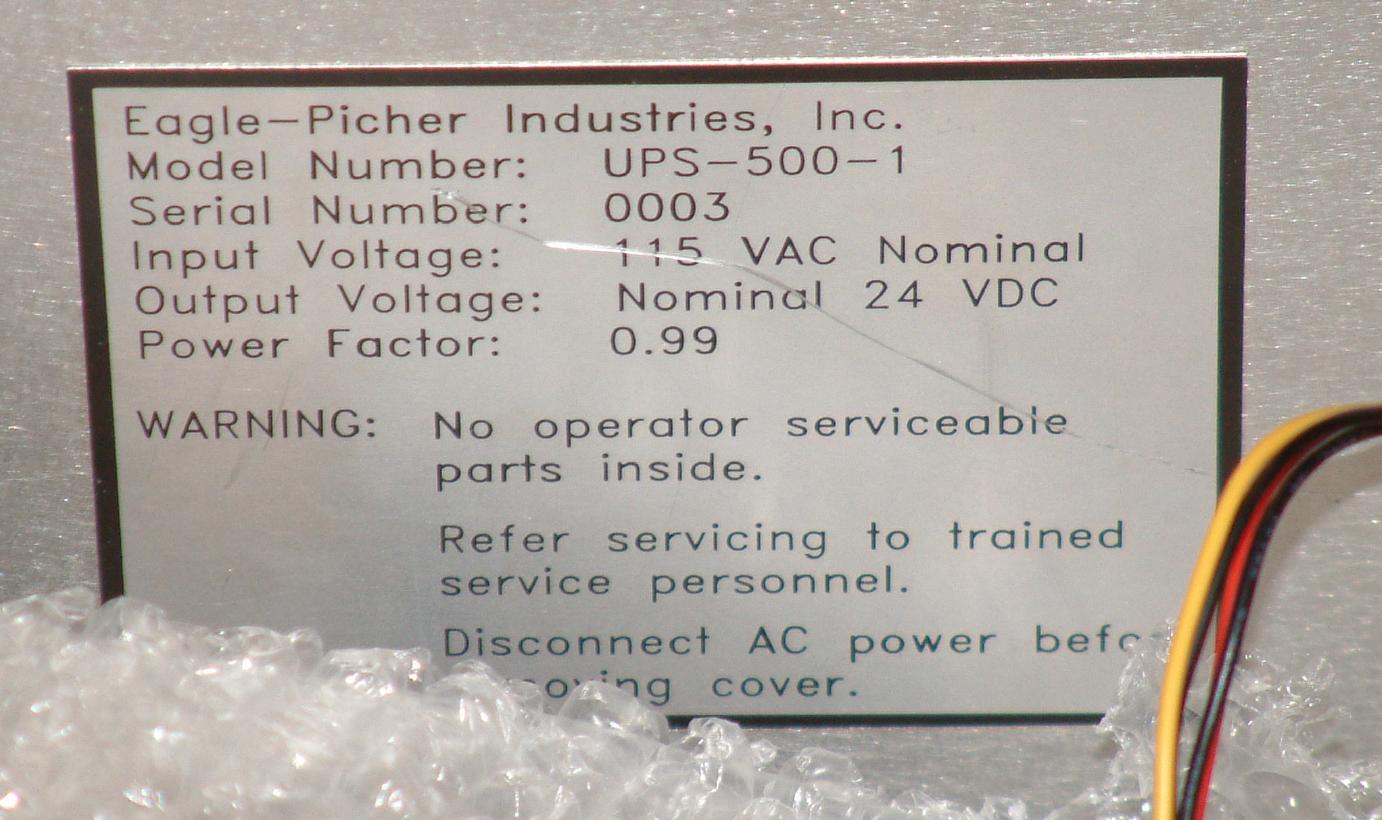 Eagle-Picher Industries, Inc.
Model Number: UPS-500-1
Serial Number: 0003
Input Voltage: 115 VAC Nominal
Output Voltage: Nominal 24 VDC
Power Factor: 0.99
WARNING: No operator serviceable
parts inside.
Refer servicing to trained
service personnel.
Disconnect AC power
cover.